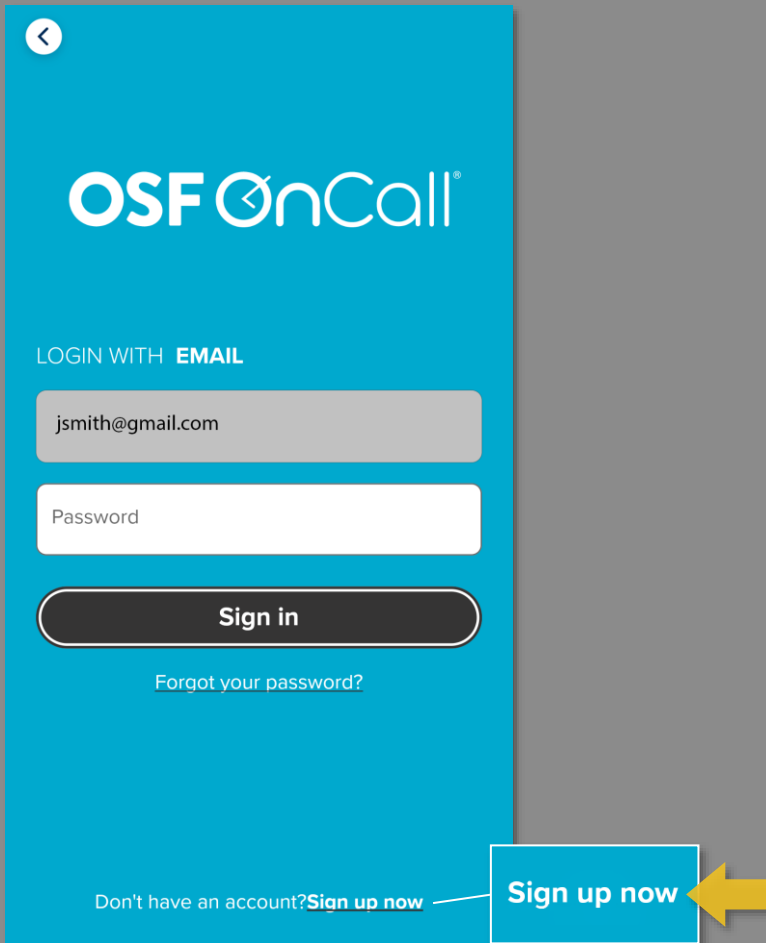 OSF OnCall®
LOGIN WITH EMAIL
jsmith@gmail.com
Password
Sign in
Forgot your password?
Don't have an account?Sign up now
Sign up now